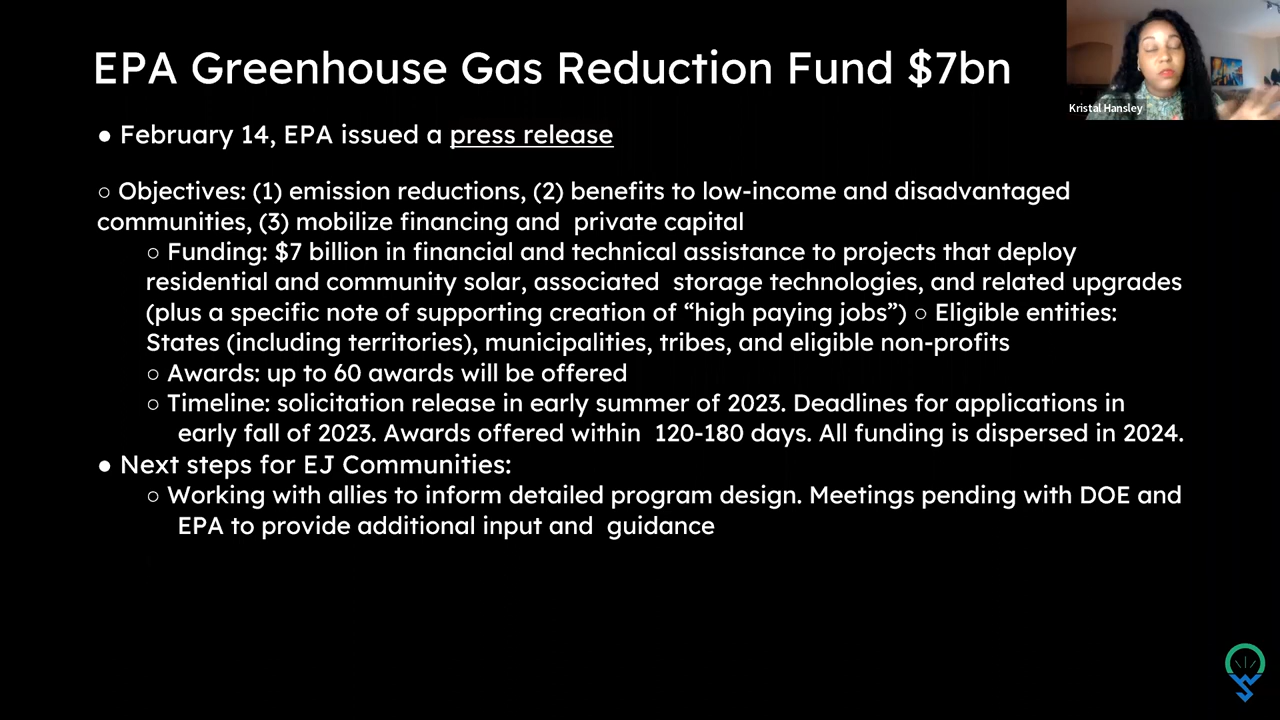 EPA Greenhouse Gas Reduction Fund $7bn
Kristal Hansley
● February 14, EPA issued a press release
○ Objectives: (1) emission reductions, (2) benefits to low-income and disadvantaged
communities, (3) mobilize financing and  private capital
○ Funding: $7 billion in financial and technical assistance to projects that deploy
residential and community solar, associated  storage technologies, and related upgrades
(plus a specific note of supporting creation of “high paying jobs”) ○ Eligible entities:
States (including territories), municipalities, tribes, and eligible non-profits
○ Awards: up to 60 awards will be offered
○ Timeline: solicitation release in early summer of 2023. Deadlines for applications in
early fall of 2023. Awards offered within  120-180 days. All funding is dispersed in 2024.
● Next steps for EJ Communities:
○ Working with allies to inform detailed program design. Meetings pending with DOE and
EPA to provide additional input and  guidance